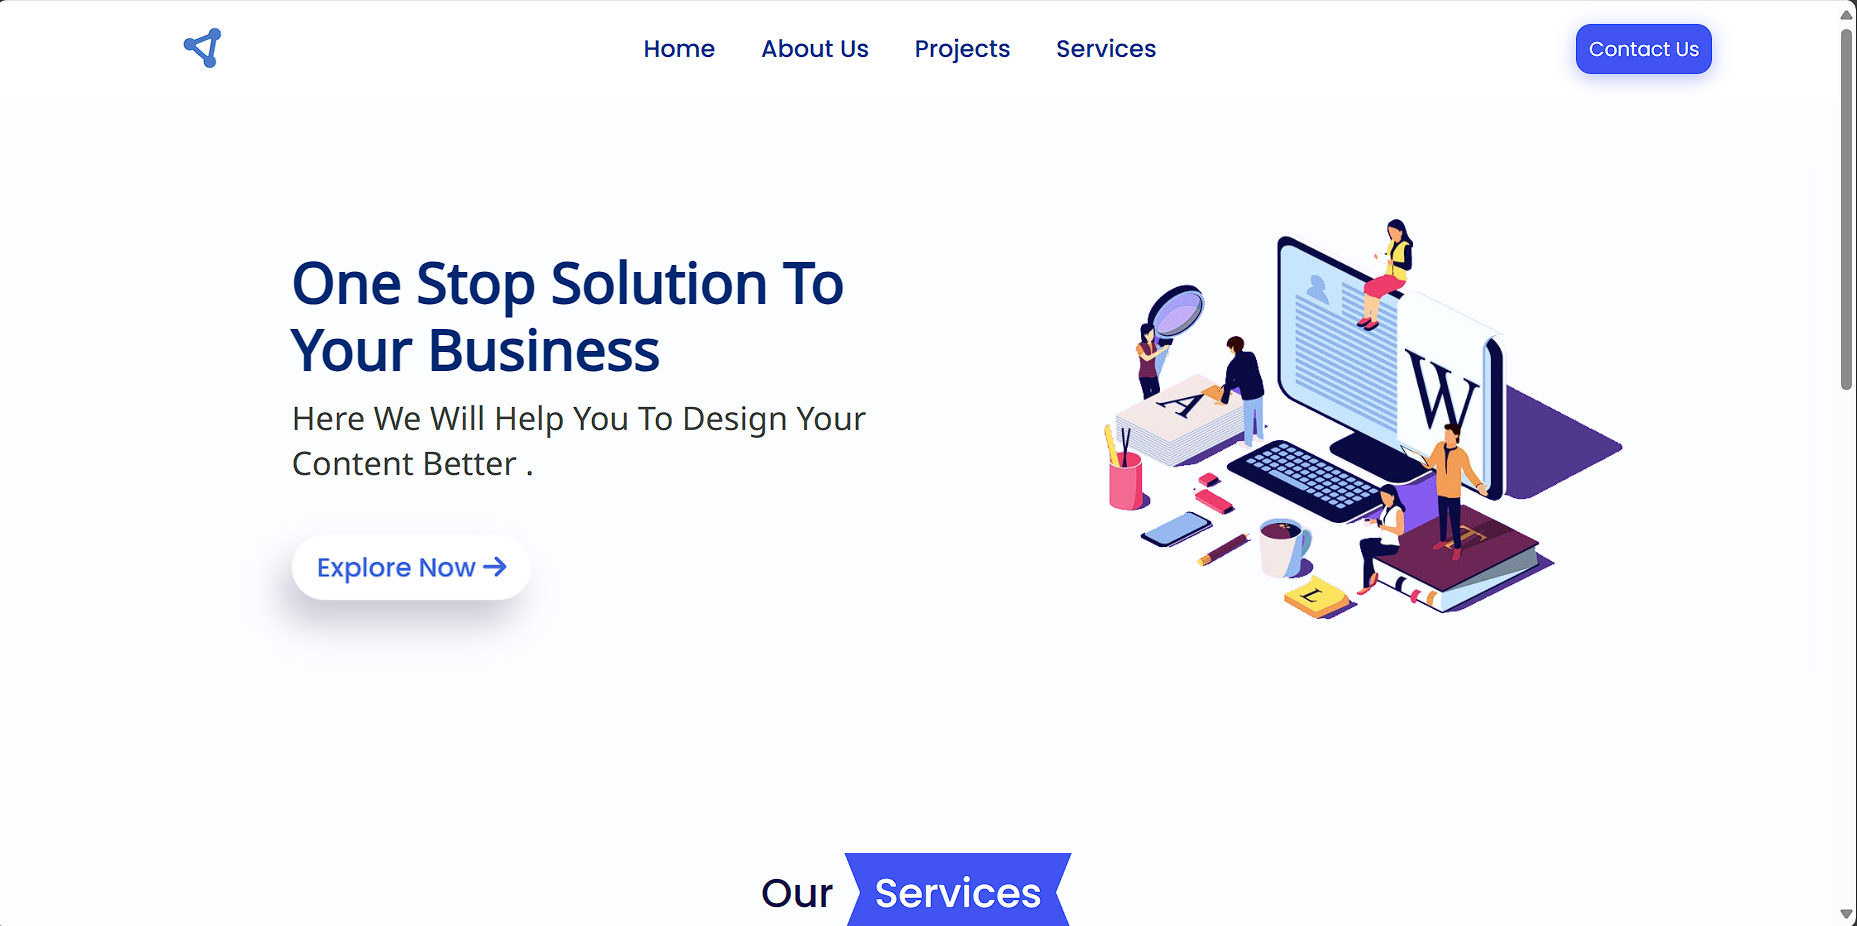 Home About Us Projects Services Contact Us
One Stop Solution To
Your Business
Here We Will Help You To Design Your
Content Better .
Explore Now →
W
A
L
Our Services